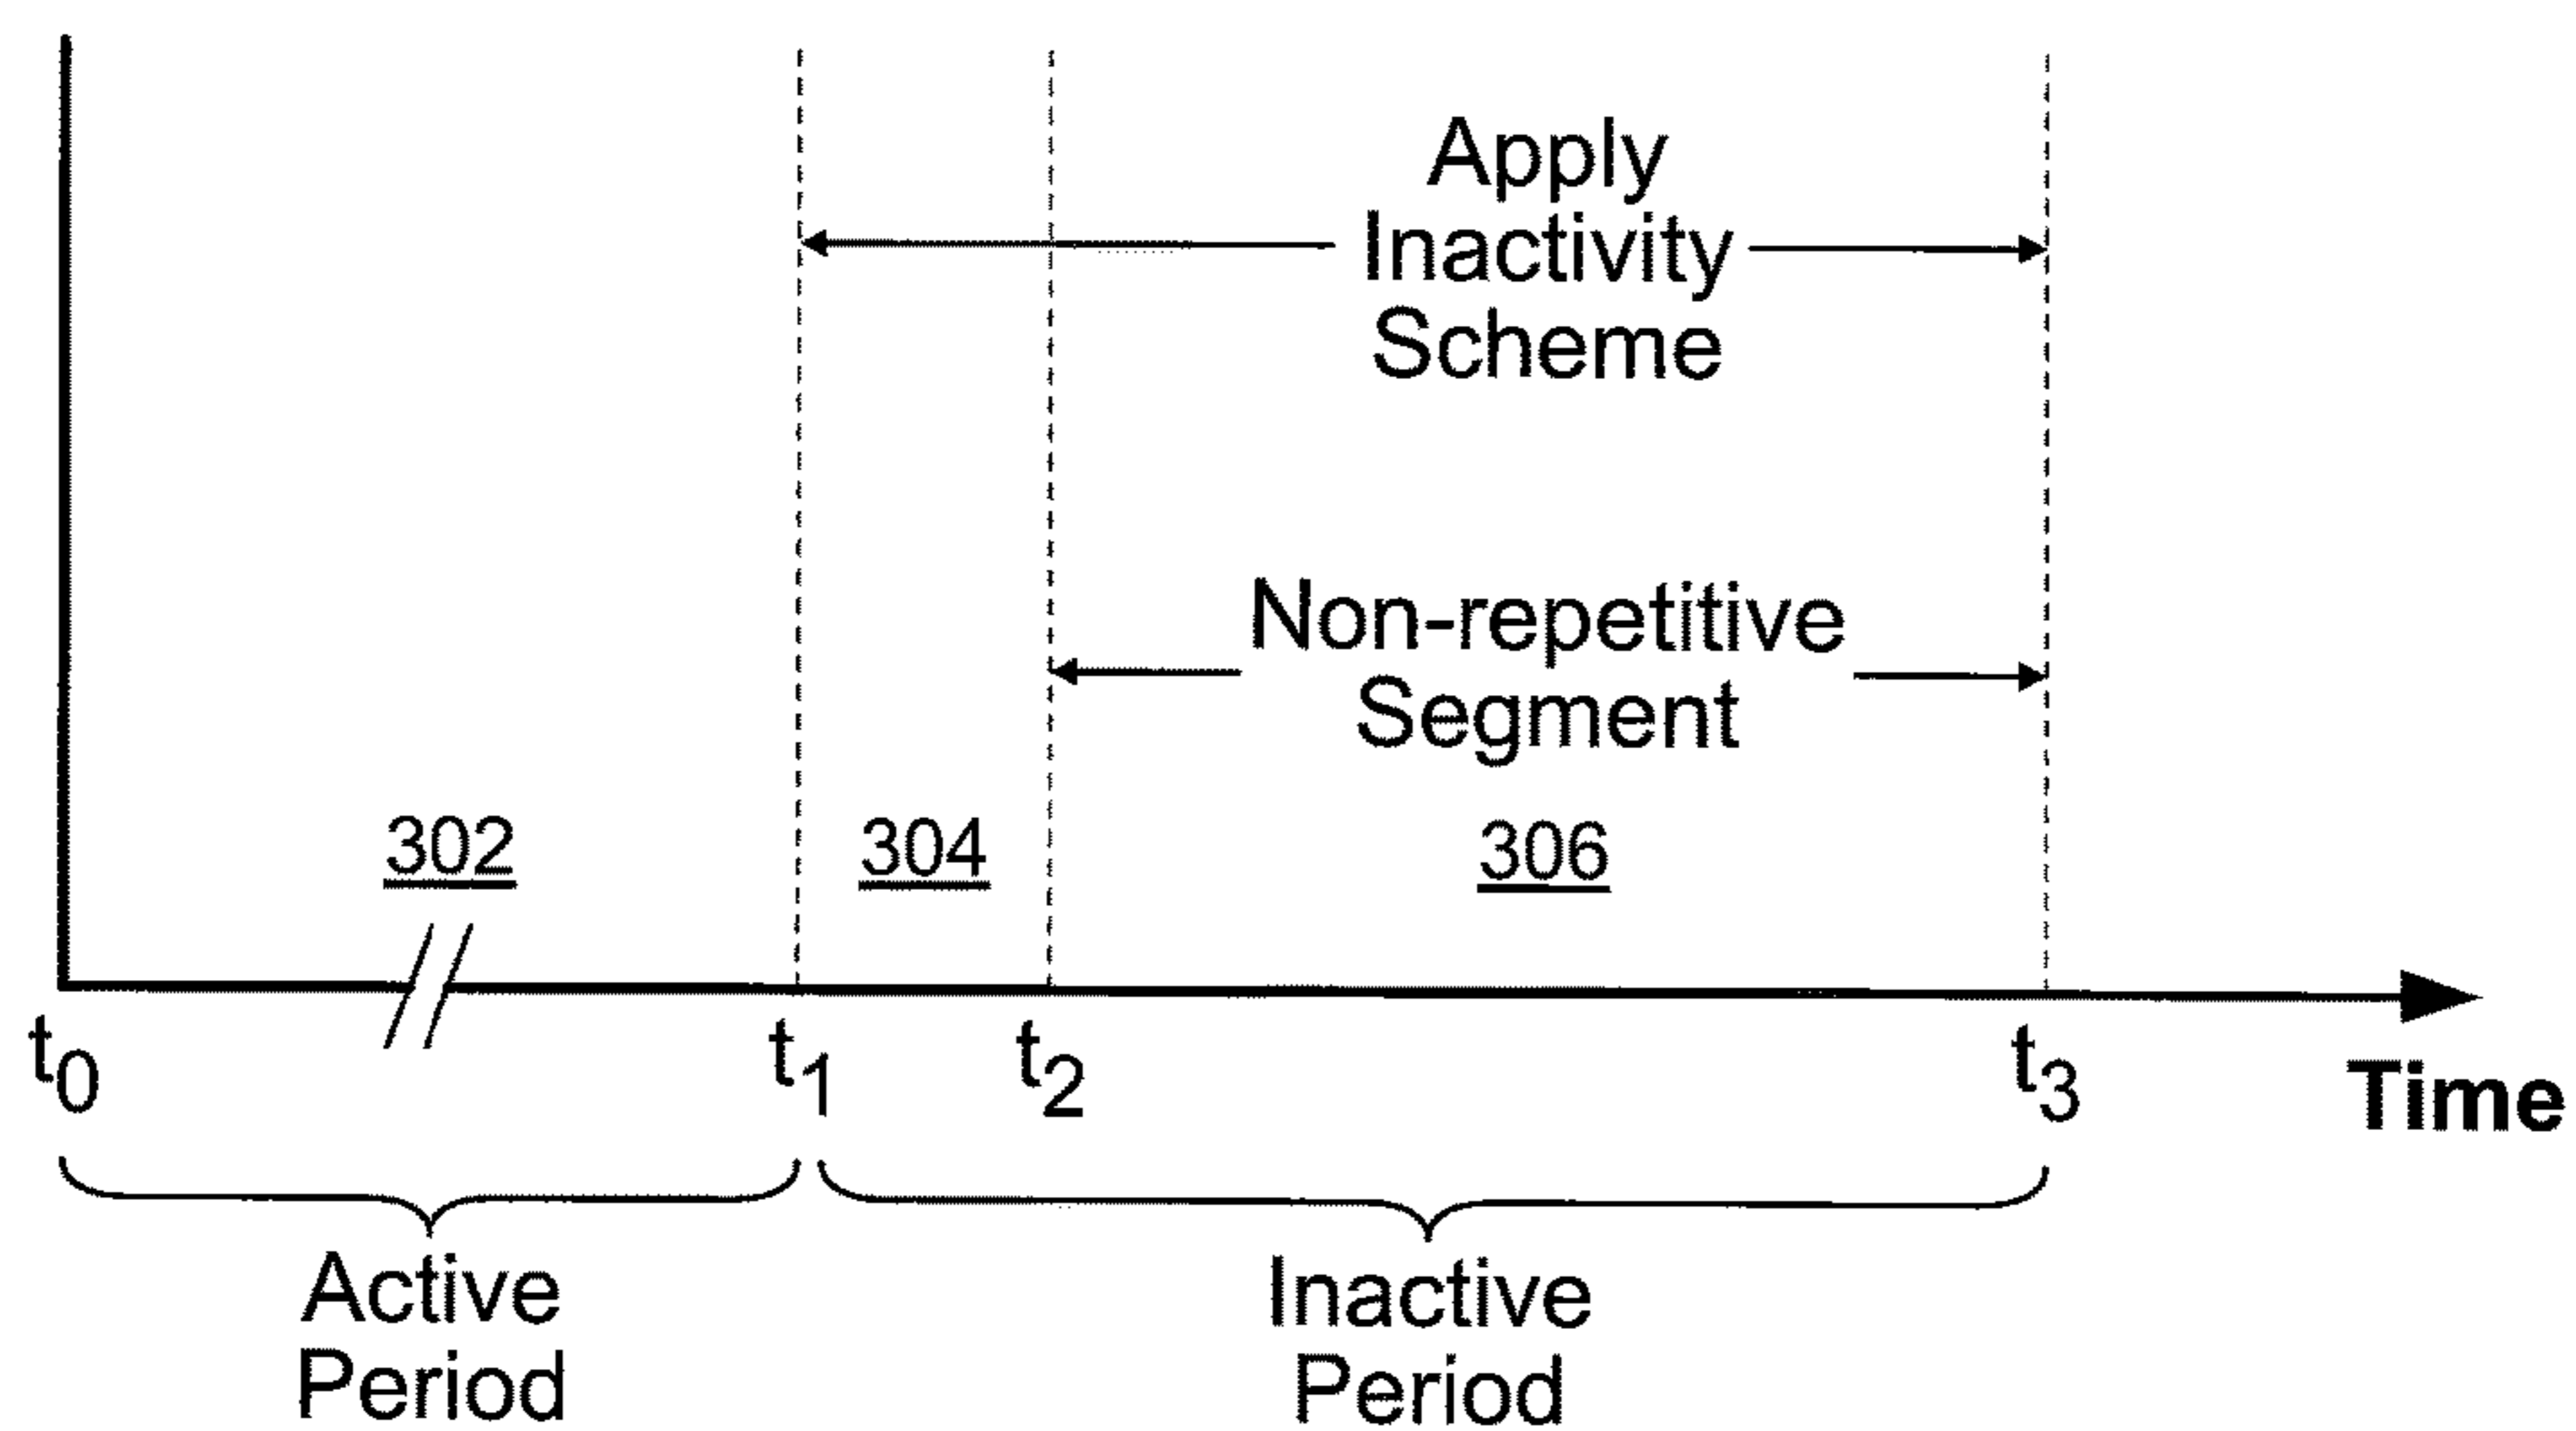 Apply
Inactivity
Scheme
Non-repetitive
Segment
302
304
306
t0
t1
t2
t3
Time
Active
Period
Inactive
Period